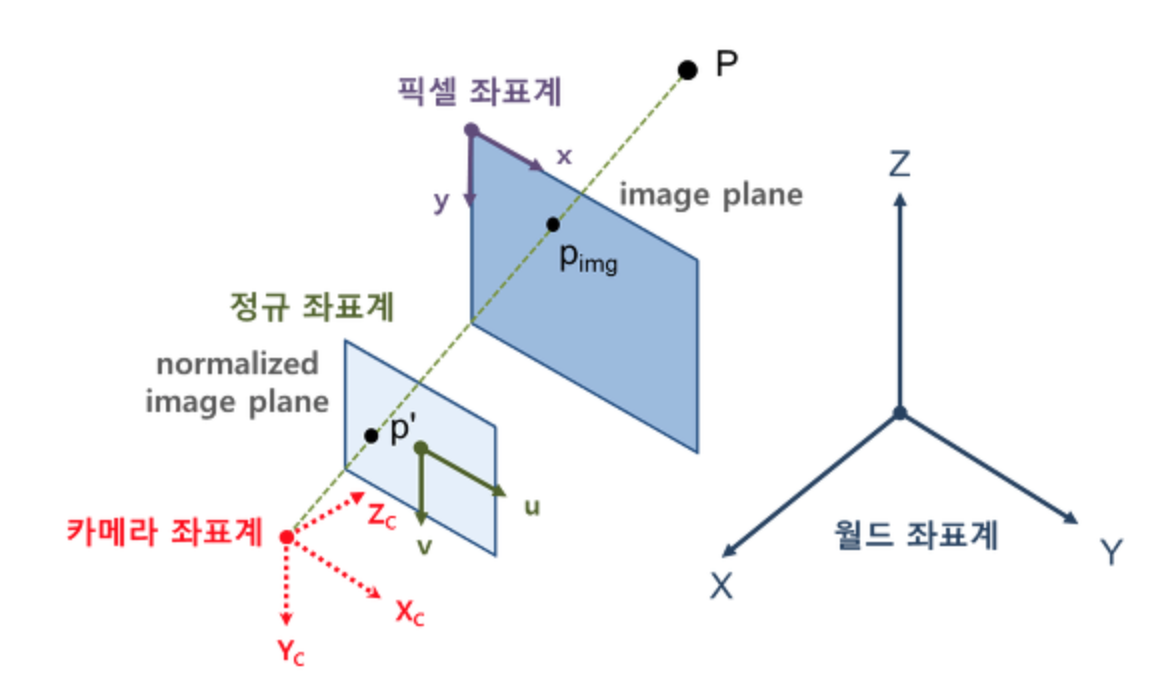 P
픽셀 좌표계
x
y
image plane
p_img
정규 좌표계
normalized
image plane
p'
u
v
카메라 좌표계
Z_C
X_C
Y_C
Z
월드 좌표계
X
Y